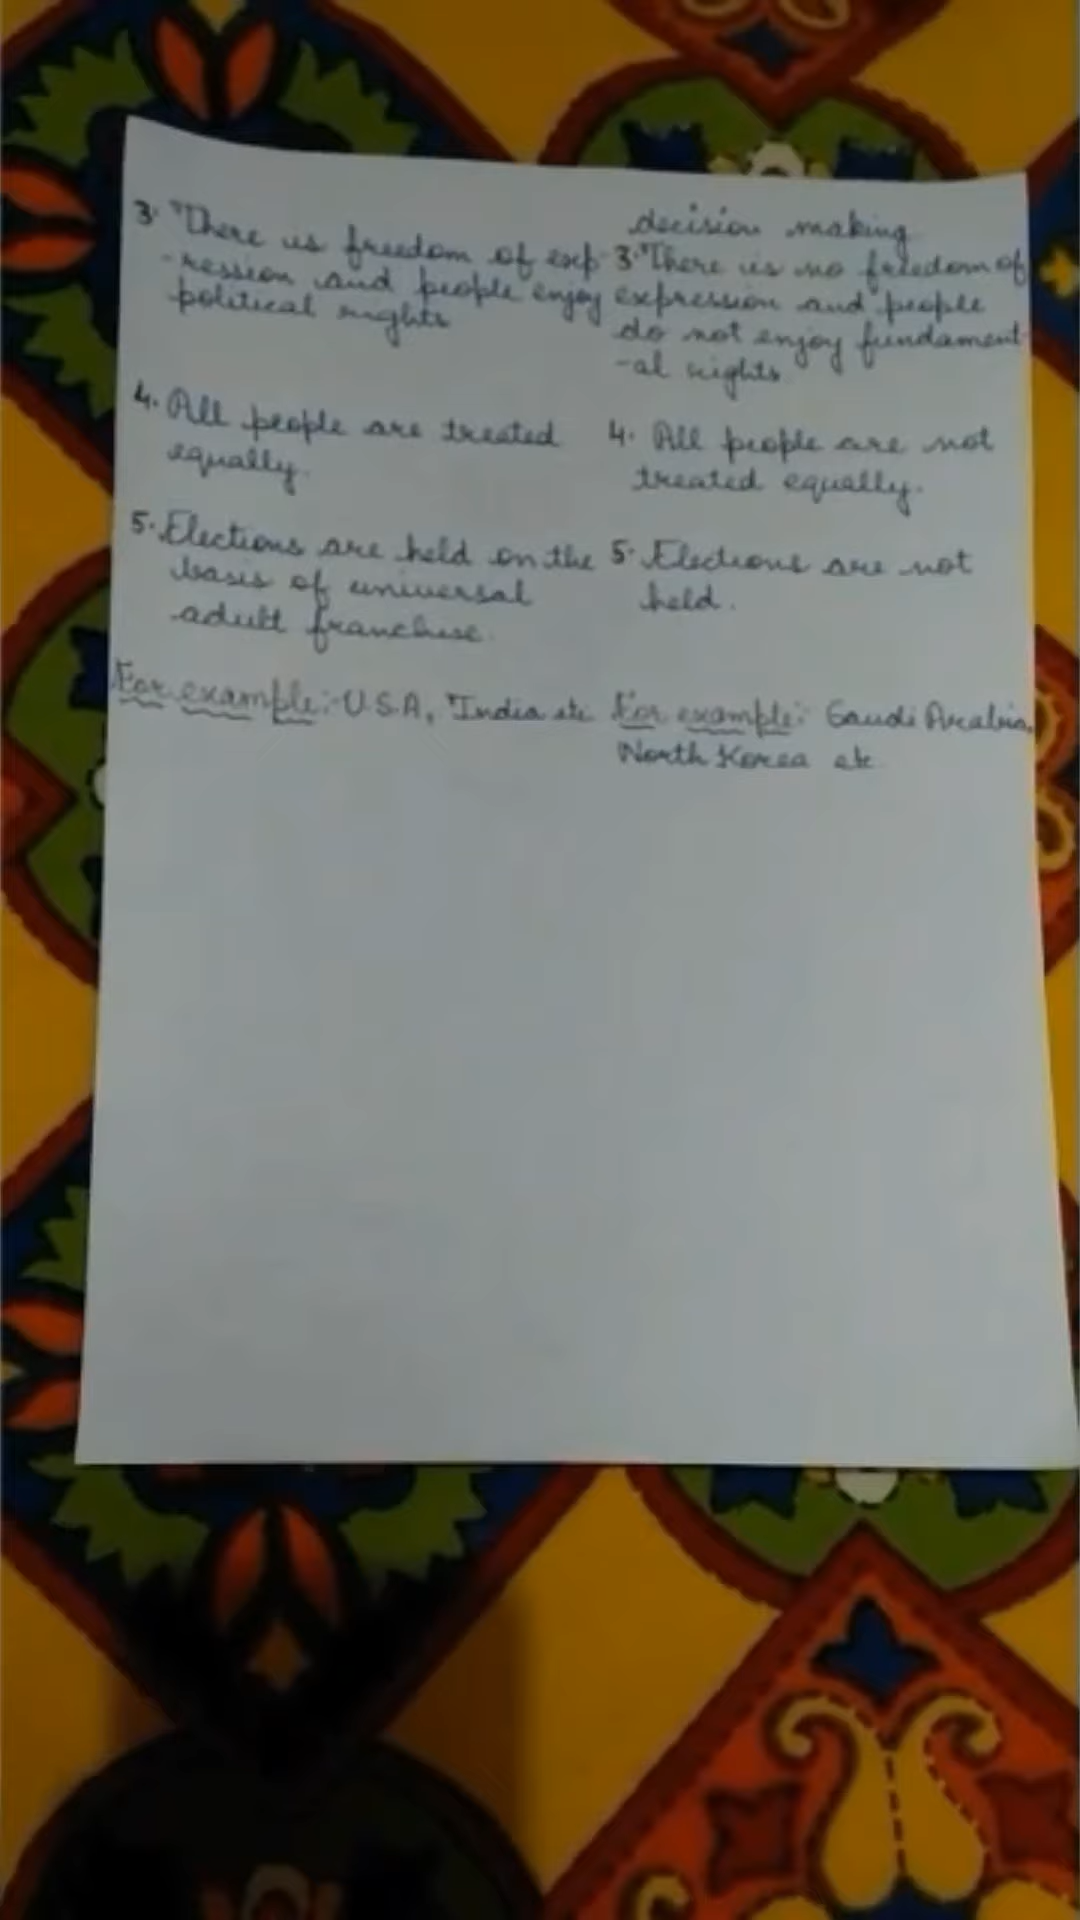 3. There is freedom of exp
-ression and people enjoy
political rights
4. All people are treated
equally.
5. Elections are held on the
basis of universal
adult franchise.
For example:- U.S.A, India etc
decision making
3. There is no freedom of
expression and people
do not enjoy fundament
-al rights
4. All people are not
treated equally.
5. Elections are not
held.
For example:- Saudi Arabia,
North Korea etc